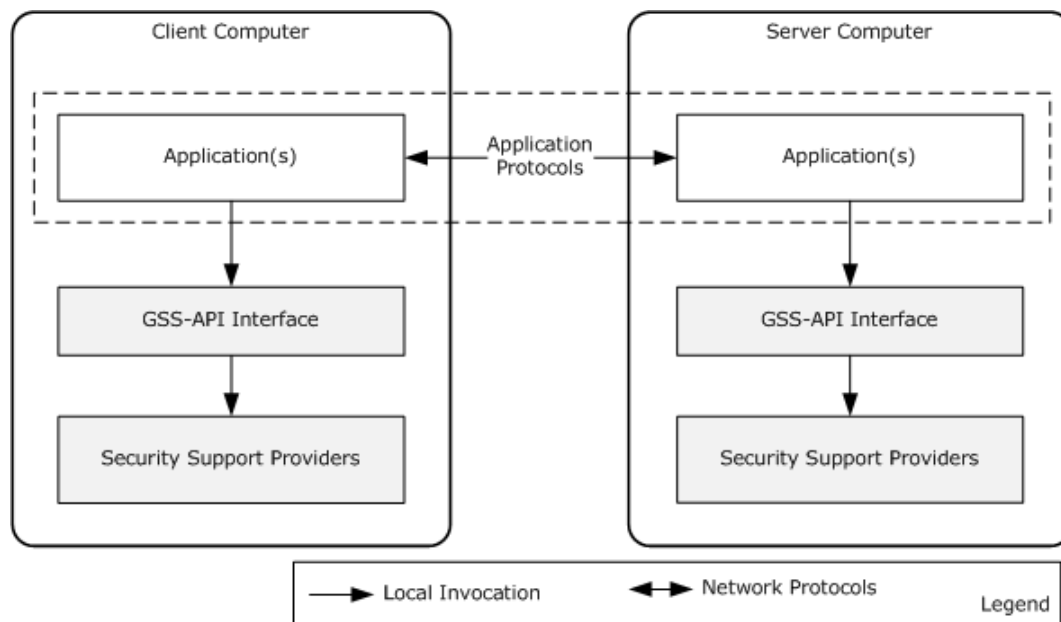 Client Computer
Server Computer
Application(s)
Application
Protocols
Application(s)
GSS-API Interface
GSS-API Interface
Security Support Providers
Security Support Providers
Local Invocation
Network Protocols
Legend